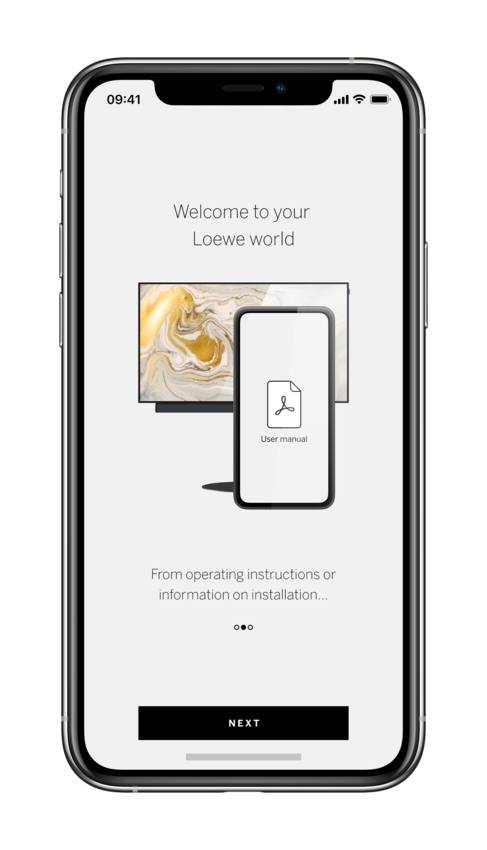 09:41
Welcome to your
Loewe world
User manual
From operating instructions or
information on installation...
NEXT